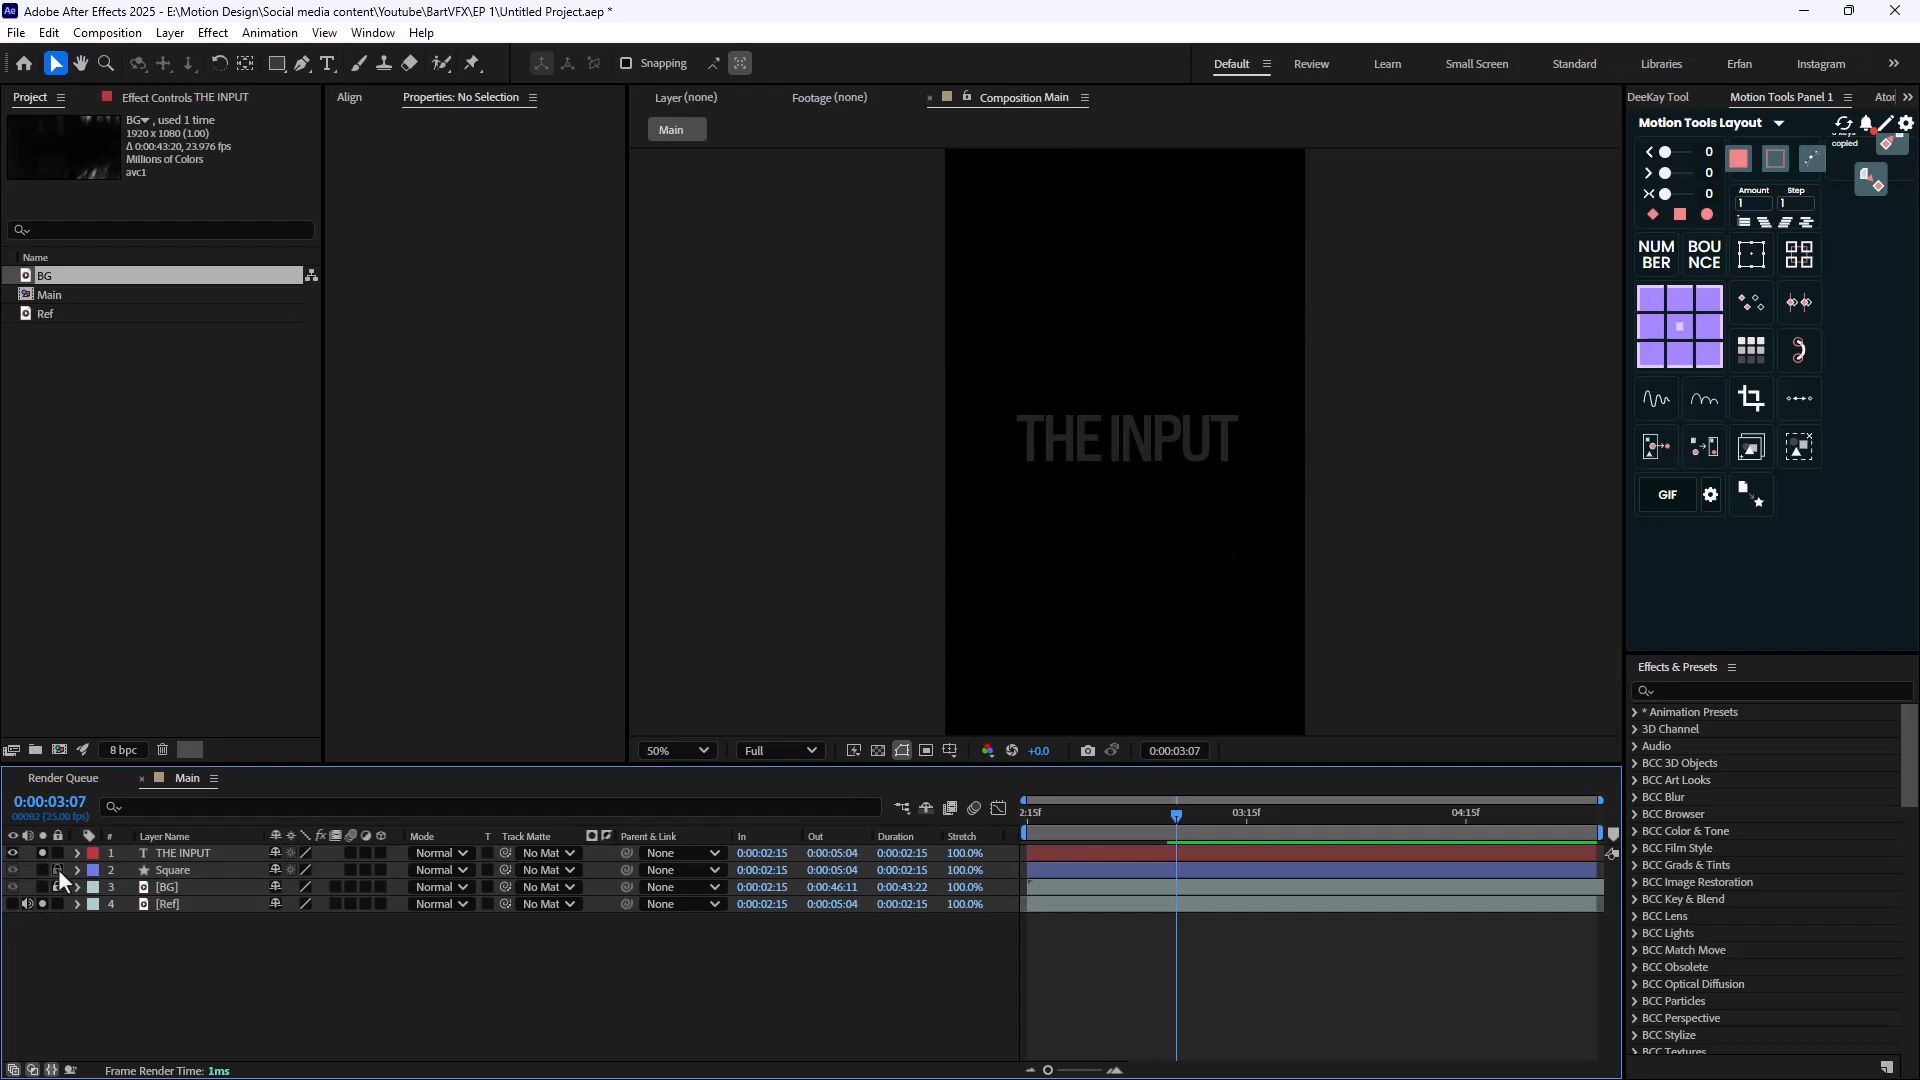 Adobe After Effects 2025 - E:\Motion Design\Social media content\Youtube\BartVFX\EP 1\Untitled Project.aep *
File Edit Composition Layer Effect Animation View Window Help
Snapping
Default Review Learn Small Screen Standard Libraries Erfan Instagram
Project Effect Controls THE INPUT
Align Properties: No Selection
Layer (none) Footage (none) Composition Main
Main
BG , used 1 time
1920 x 1080 (1.00)
Δ 0:00:43:20, 23.976 fps
Millions of Colors
avc1
Name
BG
Main
Ref
8 bpc
THE INPUT
50% Full +0.0 0:00:03:07
DeeKay Tool Motion Tools Panel 1
Motion Tools Layout
copied
0
0
0
Amount Step
1 1
NUM
BER
BOU
NCE
GIF
Effects & Presets
* Animation Presets
3D Channel
Audio
BCC 3D Objects
BCC Art Looks
BCC Blur
BCC Browser
BCC Color & Tone
BCC Film Style
BCC Grads & Tints
BCC Image Restoration
BCC Key & Blend
BCC Lens
BCC Lights
BCC Match Move
BCC Obsolete
BCC Optical Diffusion
BCC Particles
BCC Perspective
BCC Stylize
BCC Textures
Render Queue Main
0:00:03:07
00082 (25.00 fps)
2:15f 03:15f 04:15f
# Layer Name Mode T Track Matte Parent & Link In Out Duration Stretch
1 T THE INPUT Normal No Mat None 0:00:02:15 0:00:05:04 0:00:02:15 100.0%
2 Square Normal No Mat None 0:00:02:15 0:00:05:04 0:00:02:15 100.0%
3 [BG] Normal No Mat None 0:00:02:15 0:00:46:11 0:00:43:22 100.0%
4 [Ref] Normal No Mat None 0:00:02:15 0:00:05:04 0:00:02:15 100.0%
Frame Render Time: 1ms